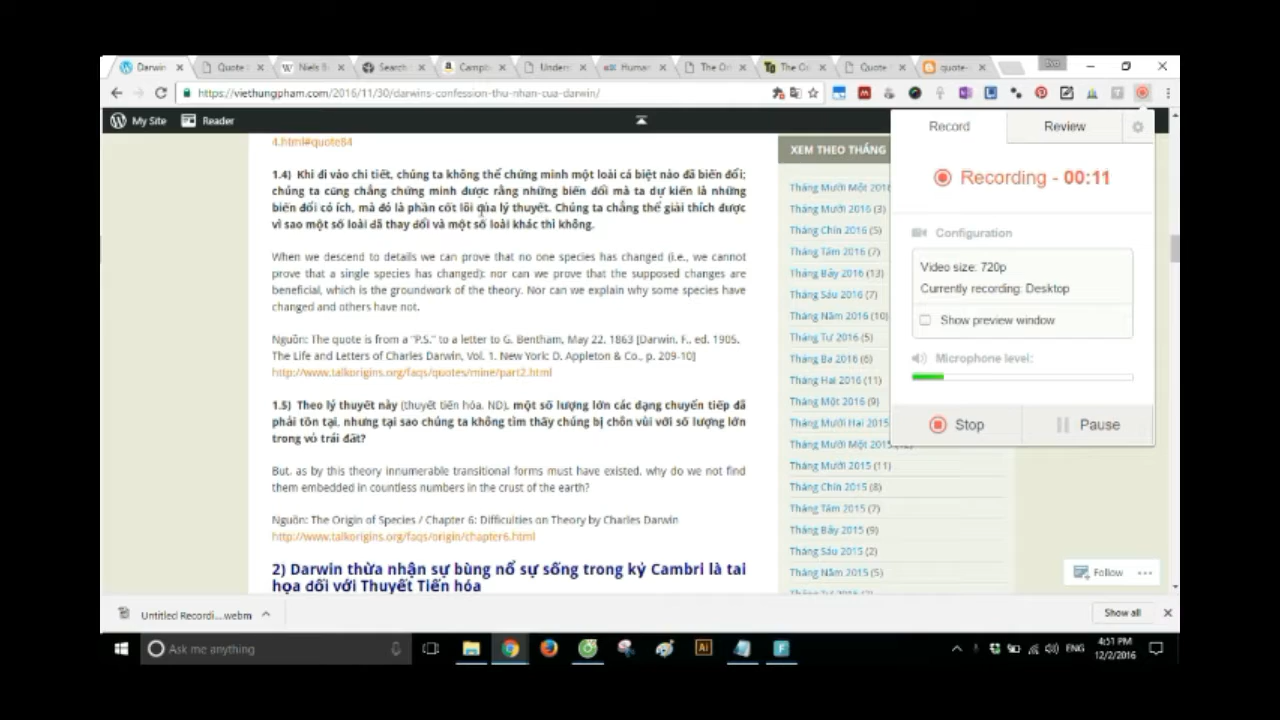 Darwin
Quote
Niels B
Search
Campb
Unders
Human
The Ori
The Or
Quote
quote-
https://viethungpham.com/2016/11/30/darwins-confession-thu-nhan-cua-darwin/
My Site
Reader
4.html#quote64
1.4) Khi đi vào chi tiết, chúng ta không thể chứng minh một loài cá biệt nào đã biến đổi;
chúng ta cũng chẳng chứng minh được rằng những biến đổi mà ta dự kiến là những
biến đổi có ích, mà đó là phần cốt lõi của lý thuyết. Chúng ta chẳng thể giải thích được
vì sao một số loài đã thay đổi và một số loài khác thì không.
When we descend to details we can prove that no one species has changed (i.e., we cannot
prove that a single species has changed): nor can we prove that the supposed changes are
beneficial, which is the groundwork of the theory. Nor can we explain why some species have
changed and others have not.
Nguồn: The quote is from a "P.S." to a letter to G. Bentham, May 22, 1863 [Darwin, F., ed. 1905.
The Life and Letters of Charles Darwin, Vol. 1. New York: D. Appleton & Co., p. 209-10]
http://www.talkorigins.org/faqs/quotes/mine/part2.html
1.5) Theo lý thuyết này (thuyết tiến hóa, ND), một số lượng lớn các dạng chuyển tiếp đã
phải tồn tại, nhưng tại sao chúng ta không tìm thấy chúng bị chôn vùi với số lượng lớn
trong vỏ trái đất?
But, as by this theory innumerable transitional forms must have existed, why do we not find
them embedded in countless numbers in the crust of the earth?
Nguồn: The Origin of Species / Chapter 6: Difficulties on Theory by Charles Darwin
http://www.talkorigins.org/faqs/origin/chapter6.html
2) Darwin thừa nhận sự bùng nổ sự sống trong kỷ Cambri là tai
họa đối với Thuyết Tiến hóa
XEM THEO THÁNG
Tháng Mười Một 2016
Tháng Mười 2016 (3)
Tháng Chín 2016 (5)
Tháng Tám 2016 (7)
Tháng Bảy 2016 (13)
Tháng Sáu 2016 (7)
Tháng Năm 2016 (10)
Tháng Tư 2016 (5)
Tháng Ba 2016 (6)
Tháng Hai 2016 (11)
Tháng Một 2016 (9)
Tháng Mười Hai 2015
Tháng Mười Một 2015
Tháng Mười 2015 (11)
Tháng Chín 2015 (8)
Tháng Tám 2015 (7)
Tháng Bảy 2015 (9)
Tháng Sáu 2015 (2)
Tháng Năm 2015 (5)
Record
Review
Recording - 00:11
Configuration
Video size: 720p
Currently recording: Desktop
Show preview window
Microphone level:
Stop
Pause
Follow
Untitled Recordi....webm
Show all
Ask me anything
Ai
F
ENG
4:51 PM
12/2/2016